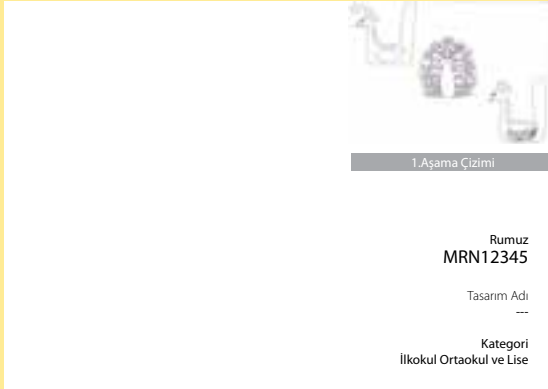 1.Aşama Çizimi
Rumuz
MRN12345
Tasarım Adı
---
Kategori
İlkokul Ortaokul ve Lise